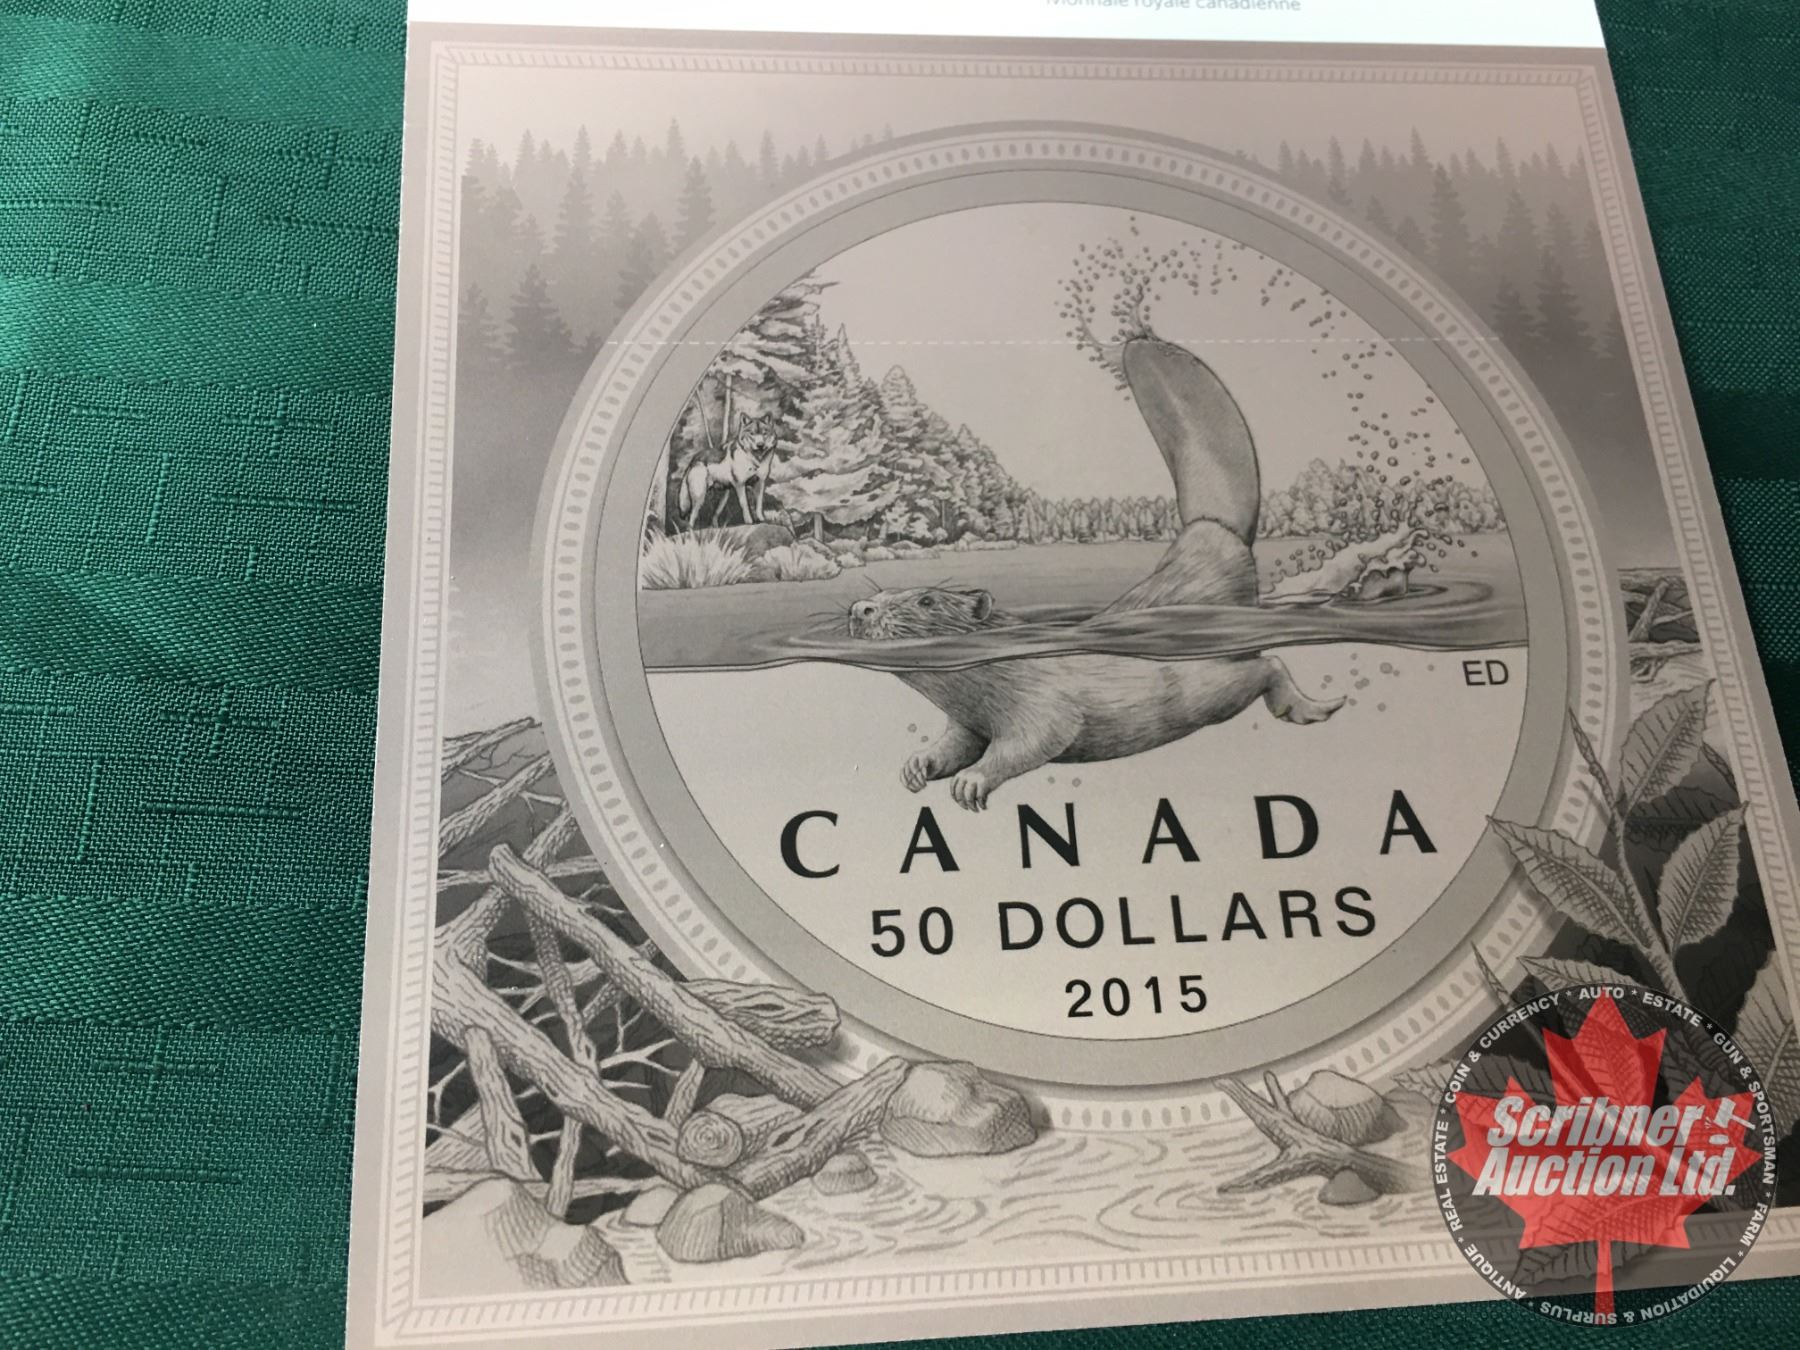 Monnaie royale canadienne
ED
CANADA
50 DOLLARS
2015
COIN & CURRENCY * AUTO * ESTATE * GUN & SPORTSMAN * FARM * LIQUIDATION & SURPLUS * ANTIQUE * REAL ESTATE *
Scribner
Auction Ltd.